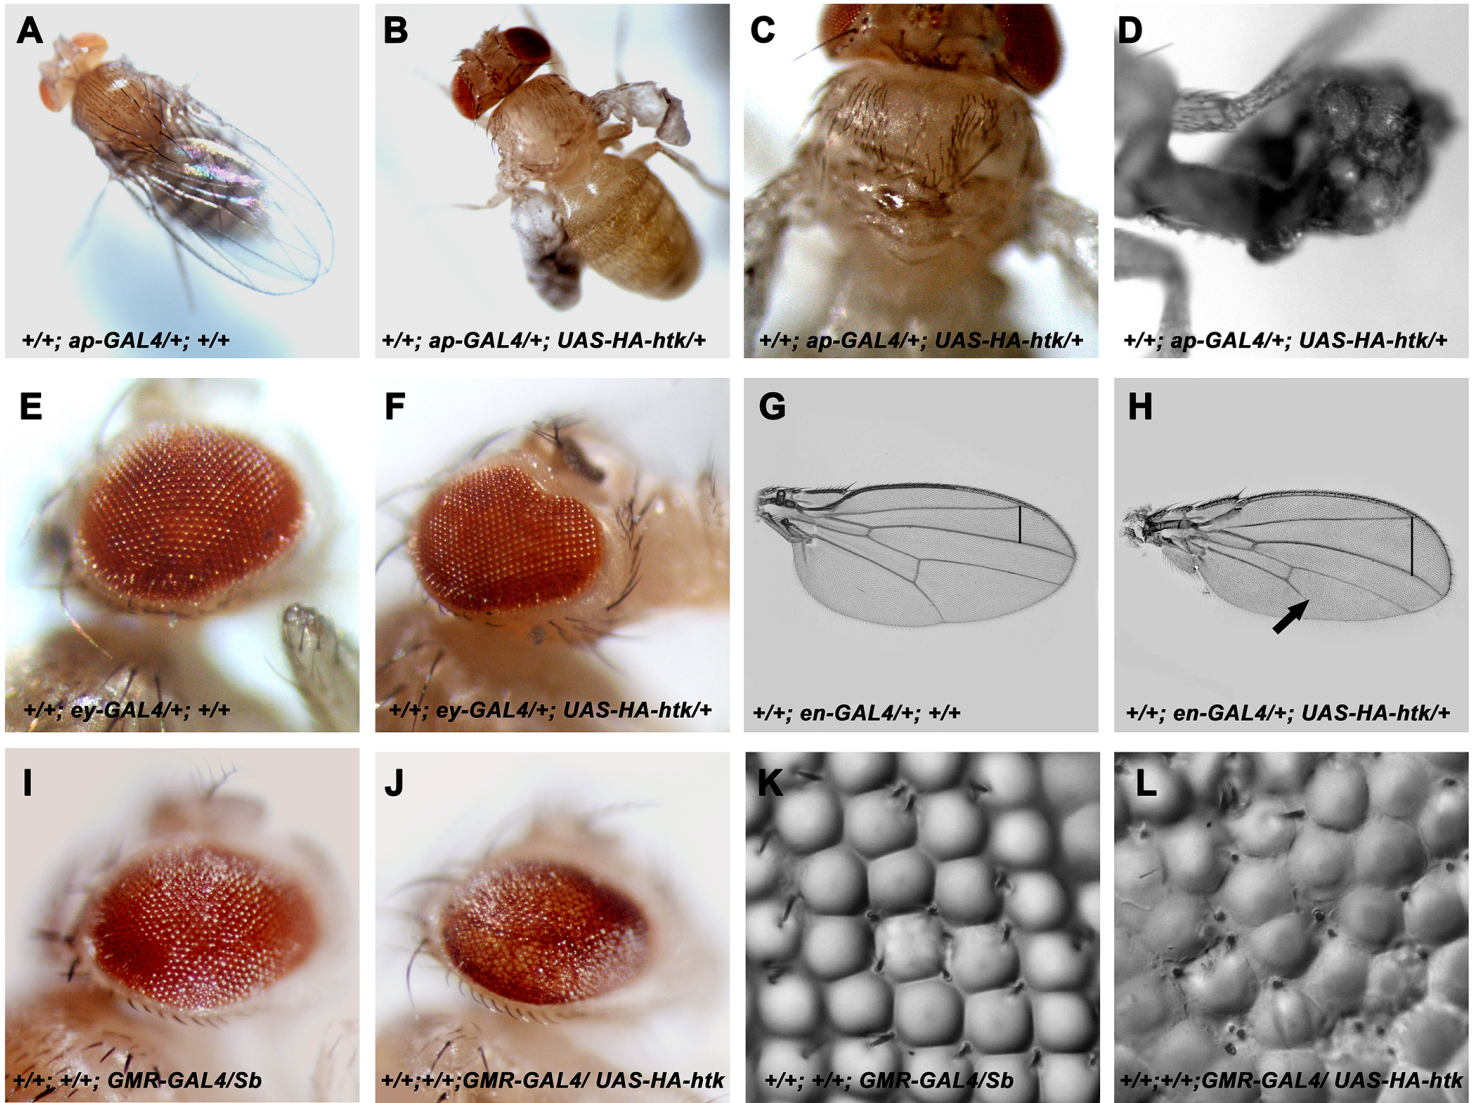 A
B
C
D
+/+; ap-GAL4/+; +/+
+/+; ap-GAL4/+; UAS-HA-htk/+
+/+; ap-GAL4/+; UAS-HA-htk/+
+/+; ap-GAL4/+; UAS-HA-htk/+
E
F
G
H
+/+; ey-GAL4/+; +/+
+/+; ey-GAL4/+; UAS-HA-htk/+
+/+; en-GAL4/+; +/+
+/+; en-GAL4/+; UAS-HA-htk/+
I
J
K
L
+/+; +/+; GMR-GAL4/Sb
+/+;+/+;GMR-GAL4/ UAS-HA-htk
+/+; +/+; GMR-GAL4/Sb
+/+;+/+;GMR-GAL4/ UAS-HA-htk